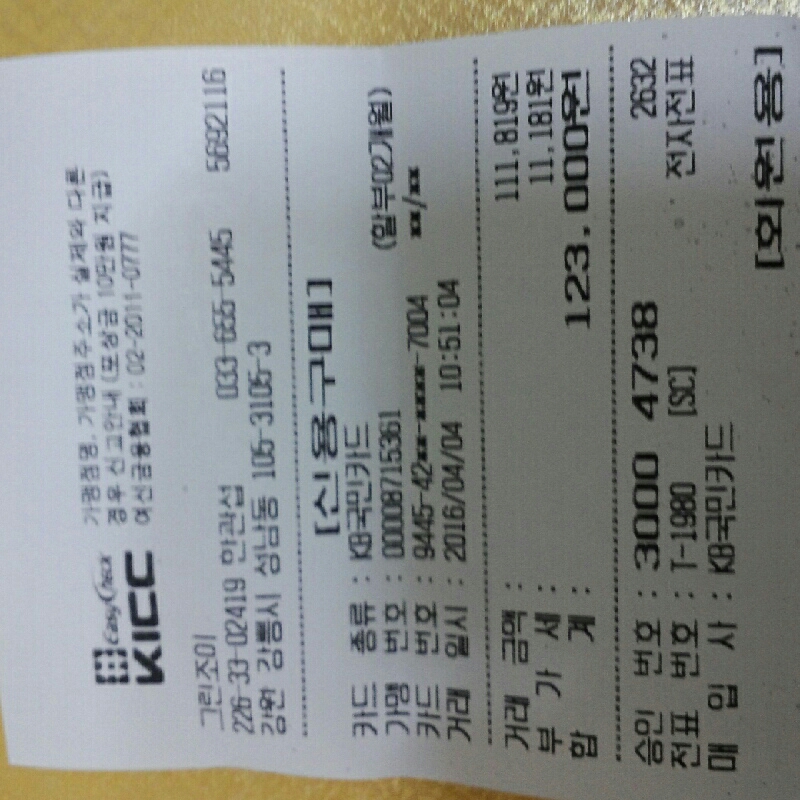 EasyCheck
KICC
가맹점명, 가맹점주소가 실제와 다른
경우 신고안내 (포상금 10만원 지급)
여신금융협회 : 02-2011-0777
그린조이 033-655-5445 5692116
226-33-02419 한관섭
강원 강릉시 성남동 105-3105-3
[신용구매]
카드 종류 : KB국민카드 (할부02개월)
가맹 번호 : 00008715361
카드 번호 : 9445-42**-****-7004 **/**
거래 일시 : 2016/04/04 10:51:04
거래 금액 : 111,819원
부 가 세 : 11,181원
합 계 : 123,000원
승인 번호 : 3000 4738 2632
전표 번호 : T-1980 [SC] 전자전표
매 입 사 : KB국민카드
[회원용]